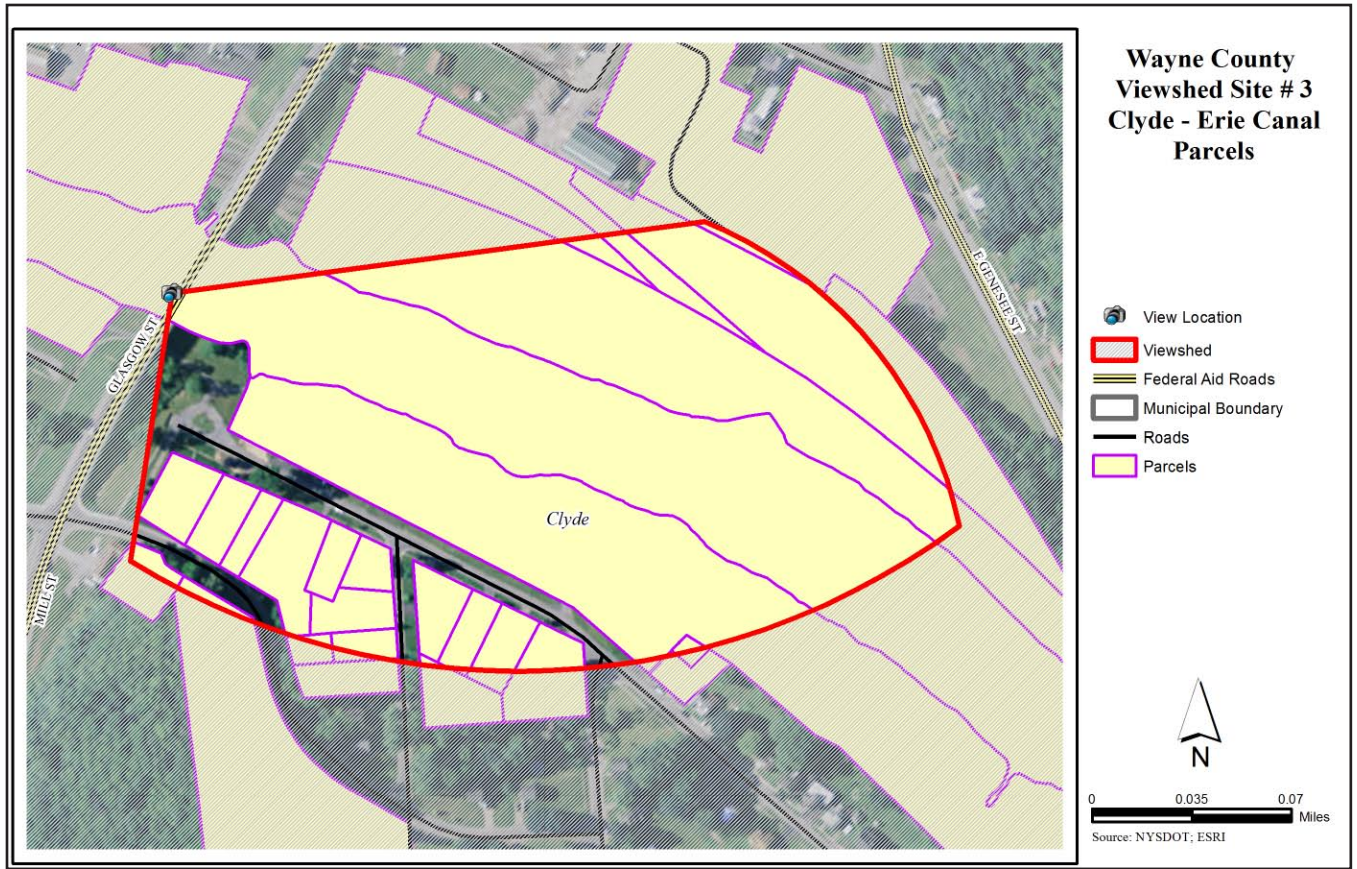 Wayne County
Viewshed Site # 3
Clyde - Erie Canal
Parcels
GLASGOW ST
E GENESEE ST
MILL ST
Clyde
View Location
Viewshed
Federal Aid Roads
Municipal Boundary
Roads
Parcels
N
0 0.035 0.07
Miles
Source: NYSDOT; ESRI